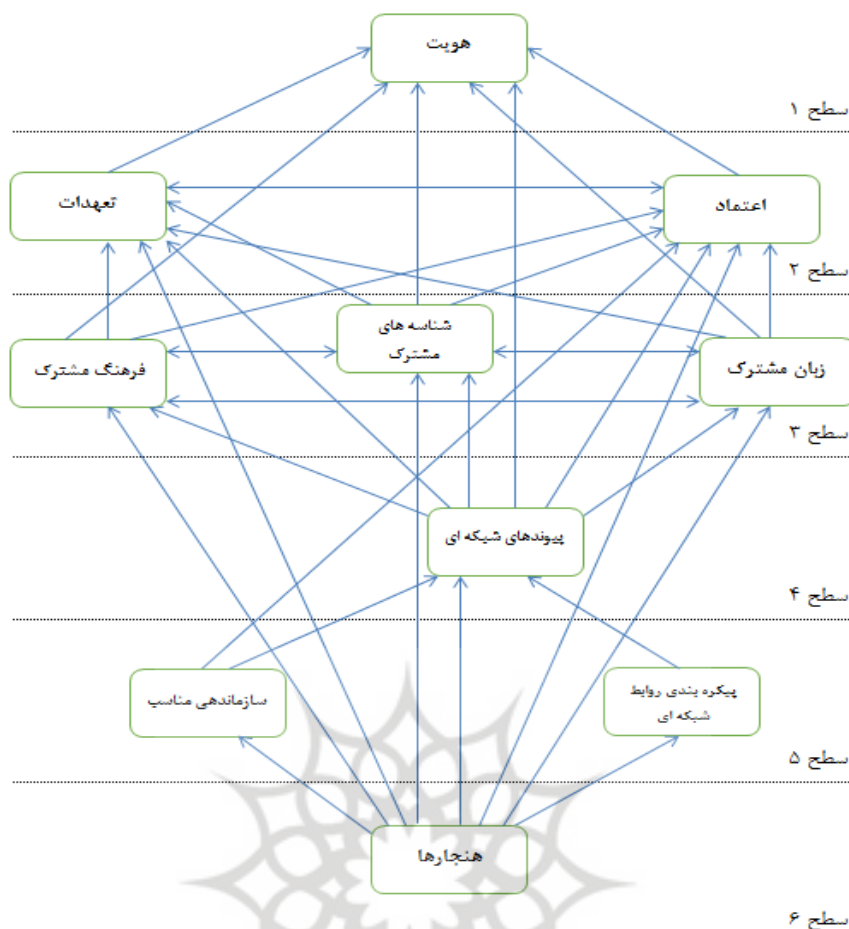 هویت
سطح ۱
تعهدات
اعتماد
سطح ۲
شناسه های
مشترک
فرهنگ مشترک
زبان مشترک
سطح ۳
پیوندهای شبکه ای
سطح ۴
سازماندهی مناسب
پیکره بندی روابط
شبکه ای
سطح ۵
هنجارها
سطح ۶